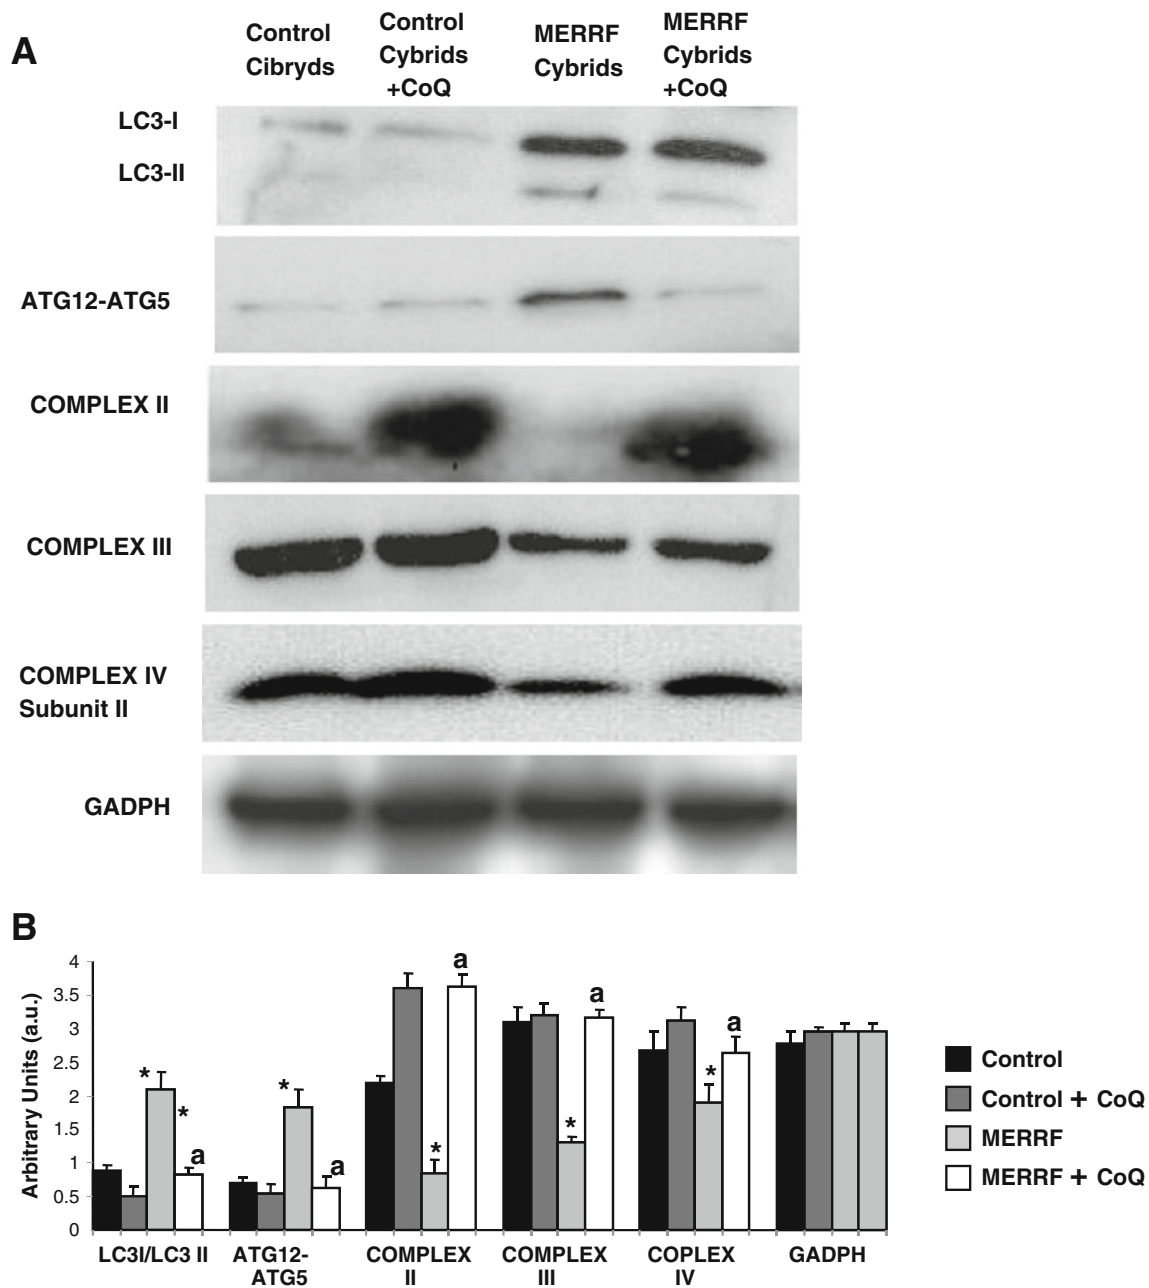 A
Control
Cibryds
Control
Cybrids
+CoQ
MERRF
Cybrids
MERRF
Cybrids
+CoQ
LC3-I
LC3-II
ATG12-ATG5
COMPLEX II
COMPLEX III
COMPLEX IV
Subunit II
GADPH
B
Arbitrary Units (a.u.)
4
3.5
3
2.5
2
1.5
1
0.5
0
*
*
a
*
a
*
a
*
a
*
a
LC3I/LC3 II
ATG12-
ATG5
COMPLEX
II
COMPLEX
III
COPLEX
IV
GADPH
Control
Control + CoQ
MERRF
MERRF + CoQ